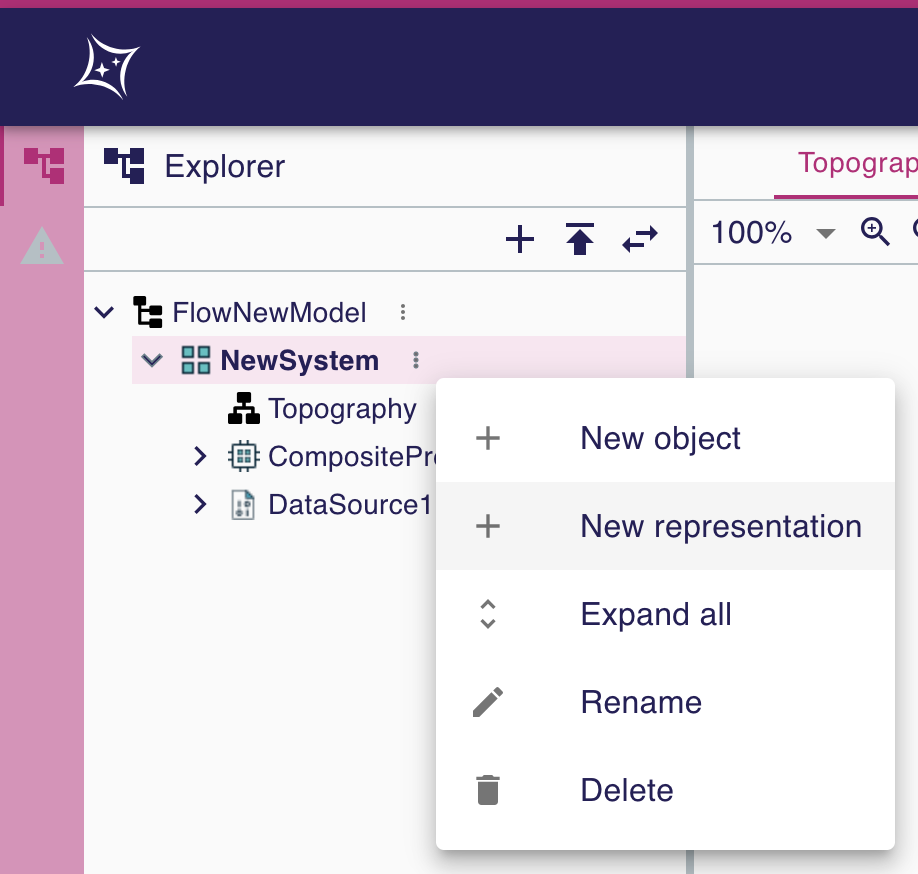 Explorer
Topograp
100%
FlowNewModel
NewSystem
Topography
CompositePr
DataSource1
New object
New representation
Expand all
Rename
Delete